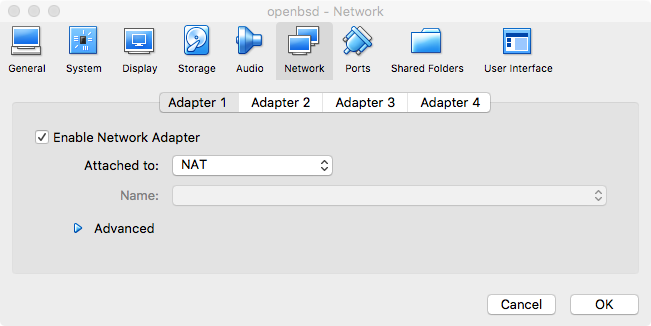 openbsd - Network
General System Display Storage Audio Network Ports Shared Folders User Interface
Adapter 1 Adapter 2 Adapter 3 Adapter 4
Enable Network Adapter
Attached to: NAT
Name:
Advanced
Cancel OK